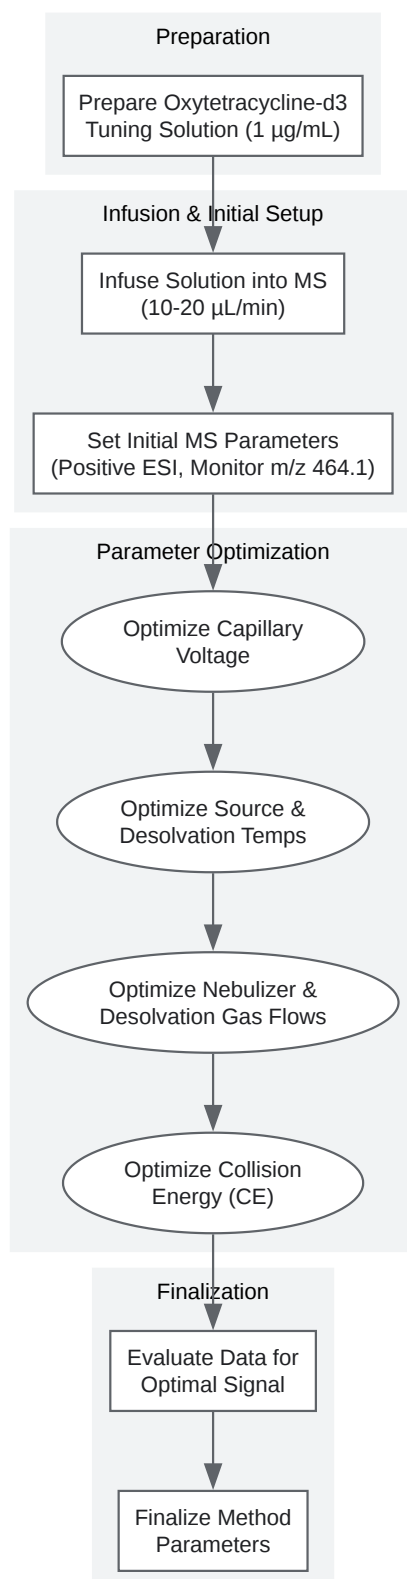 Preparation
Prepare Oxytetracycline-d3
Tuning Solution (1 µg/mL)
Infusion & Initial Setup
Infuse Solution into MS
(10-20 µL/min)
Set Initial MS Parameters
(Positive ESI, Monitor m/z 464.1)
Parameter Optimization
Optimize Capillary
Voltage
Optimize Source &
Desolvation Temps
Optimize Nebulizer &
Desolvation Gas Flows
Optimize Collision
Energy (CE)
Finalization
Evaluate Data for
Optimal Signal
Finalize Method
Parameters